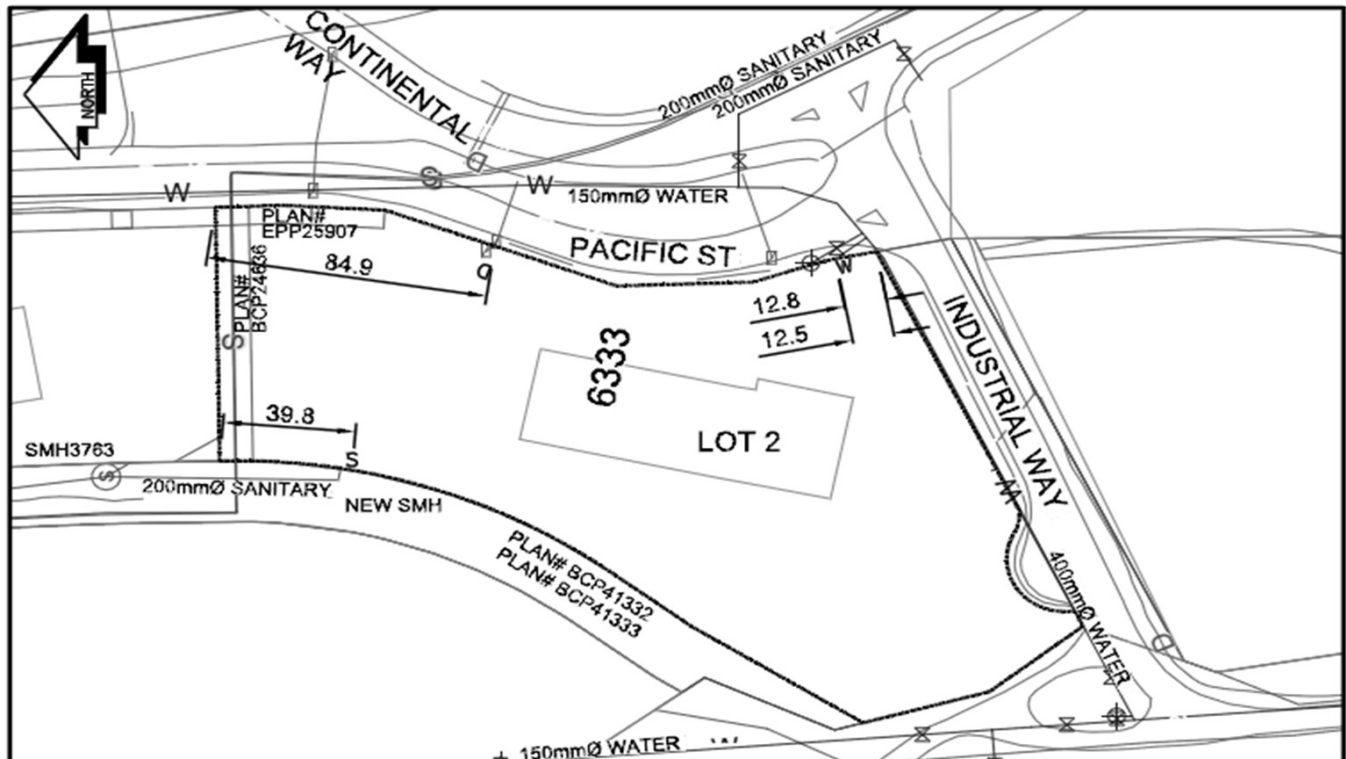 NORTH
CONTINENTAL
WAY
200mmØ SANITARY
200mmØ SANITARY
D
S
W
W
150mmØ WATER
PLAN#
EPP25907
PACIFIC ST
84.9
PLAN#
BCP24636
W
12.8
12.5
INDUSTRIAL WAY
S
6333
39.8
LOT 2
SMH3763
S
S
200mmØ SANITARY
NEW SMH
W
PLAN# BCP41332
PLAN# BCP41333
400mmØ WATER
D
150mmØ WATER